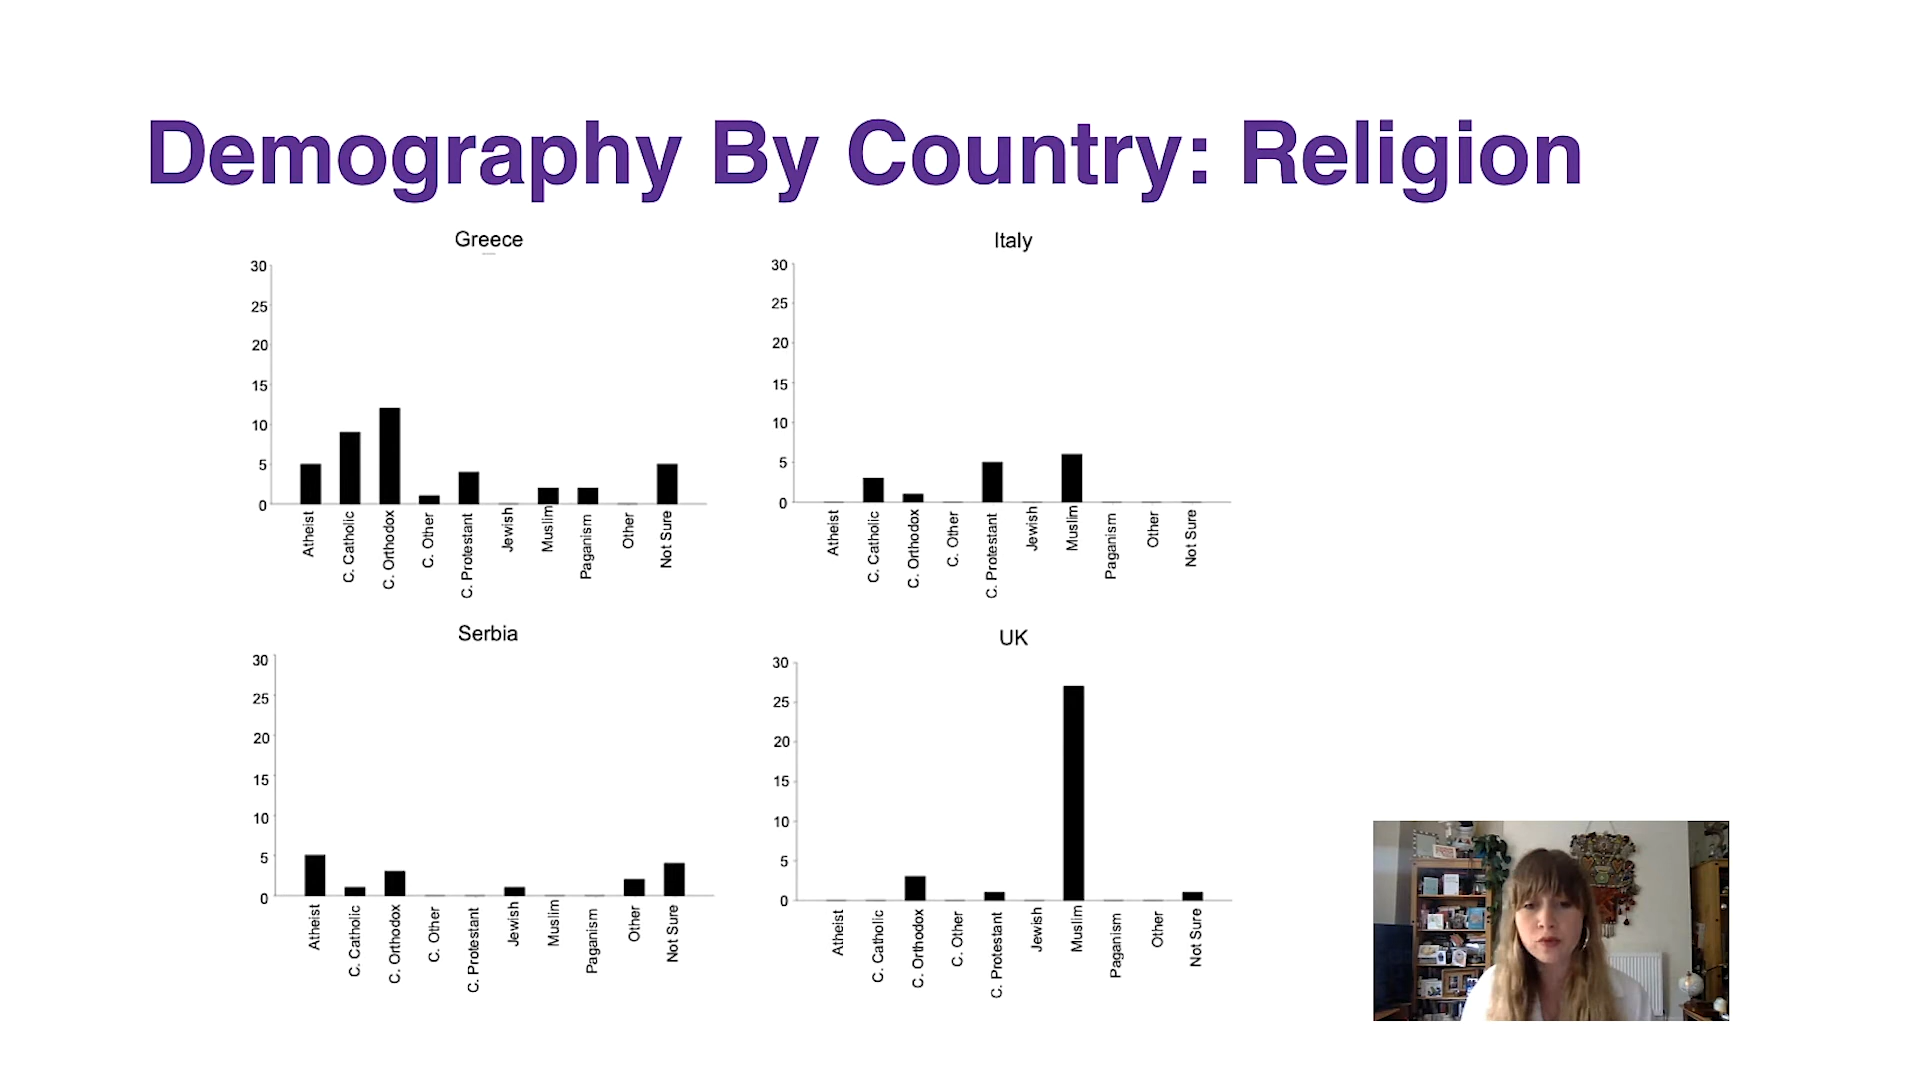 Demography By Country: Religion
Greece
30
25
20
15
10
5
0
Atheist
C. Catholic
C. Orthodox
C. Other
C. Protestant
Jewish
Muslim
Paganism
Other
Not Sure
Italy
30
25
20
15
10
5
0
Atheist
C. Catholic
C. Orthodox
C. Other
C. Protestant
Jewish
Muslim
Paganism
Other
Not Sure
Serbia
30
25
20
15
10
5
0
Atheist
C. Catholic
C. Orthodox
C. Other
C. Protestant
Jewish
Muslim
Paganism
Other
Not Sure
UK
30
25
20
15
10
5
0
Atheist
C. Catholic
C. Orthodox
C. Other
C. Protestant
Jewish
Muslim
Paganism
Other
Not Sure